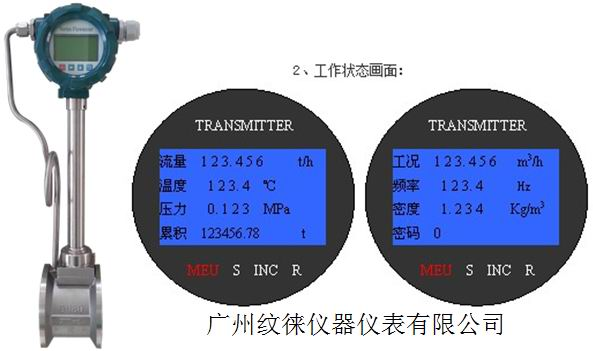 2、工作状态画面:
TRANSMITTER
流量 123.456 t/h
温度 123.4 ℃
压力 0.123 MPa
累积 123456.78 t
MEU S INC R
TRANSMITTER
工况 123.456 m³/h
频率 123.4 Hz
密度 1.234 Kg/m³
密码 0
MEU S INC R
广州纹徕仪器仪表有限公司